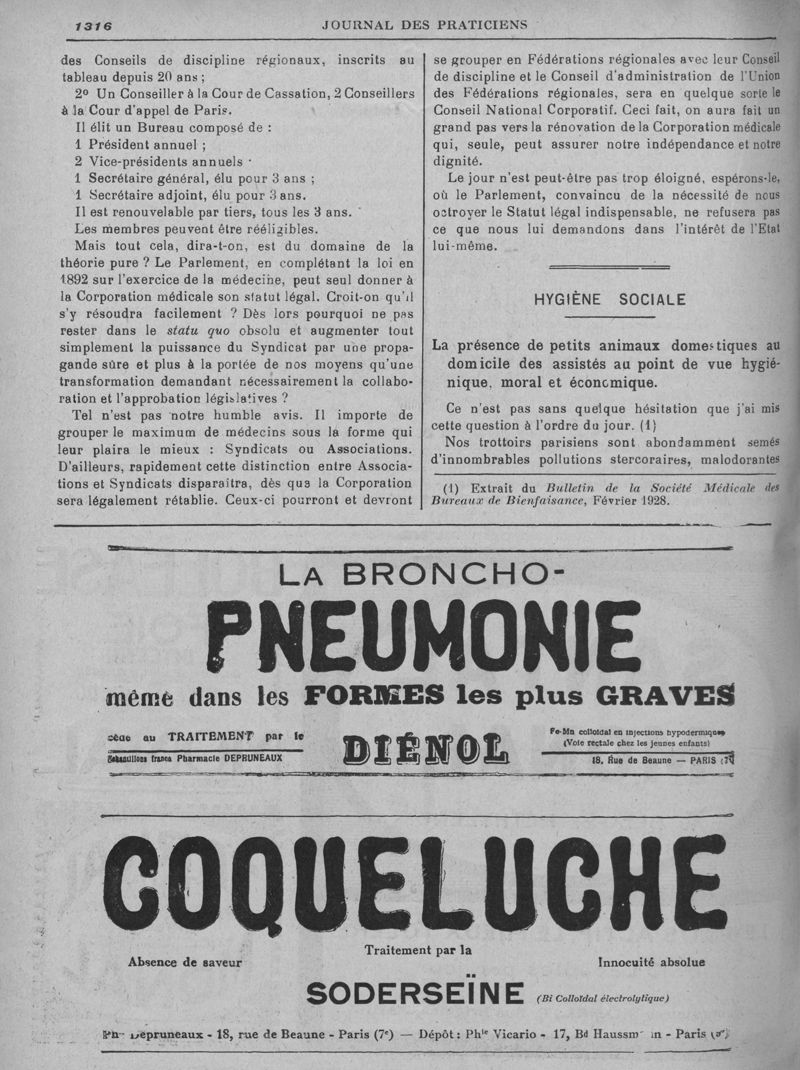 1316
JOURNAL DES PRATICIENS
des Conseils de discipline régionaux, inscrits au
tableau depuis 20 ans ;
2º Un Conseiller à la Cour de Cassation, 2 Conseillers
à la Cour d'appel de Paris.
Il élit un Bureau composé de :
1 Président annuel ;
2 Vice-présidents annuels ·
1 Secrétaire général, élu pour 3 ans ;
1 Secrétaire adjoint, élu pour 3 ans.
Il est renouvelable par tiers, tous les 3 ans.
Les membres peuvent être rééligibles.
Mais tout cela, dira-t-on, est du domaine de la
théorie pure ? Le Parlement, en complétant la loi en
1892 sur l'exercice de la médecine, peut seul donner à
la Corporation médicale son statut légal. Croit-on qu'il
s'y résoudra facilement ? Dès lors pourquoi ne pas
rester dans le statu quo absolu et augmenter tout
simplement la puissance du Syndicat par une propa-
gande sûre et plus à la portée de nos moyens qu'une
transformation demandant nécessairement la collabo-
ration et l'approbation législatives ?
Tel n'est pas notre humble avis. Il importe de
grouper le maximum de médecins sous la forme qui
leur plaira le mieux : Syndicats ou Associations.
D'ailleurs, rapidement cette distinction entre Associa-
tions et Syndicats disparaîtra, dès que la Corporation
sera légalement rétablie. Ceux-ci pourront et devront
se grouper en Fédérations régionales avec leur Conseil
de discipline et le Conseil d'administration de l'Union
des Fédérations régionales, sera en quelque sorte le
Conseil National Corporatif. Ceci fait, on aura fait un
grand pas vers la rénovation de la Corporation médicale
qui, seule, peut assurer notre indépendance et notre
dignité.
Le jour n'est peut-être pas trop éloigné, espérons-le,
où le Parlement, convaincu de la nécessité de nous
octroyer le Statut légal indispensable, ne refusera pas
ce que nous lui demandons dans l'intérêt de l'Etat
lui-même.
HYGIÈNE SOCIALE
La présence de petits animaux domestiques au
domicile des assistés au point de vue hygié-
nique, moral et économique.
Ce n'est pas sans quelque hésitation que j'ai mis
cette question à l'ordre du jour. (1)
Nos trottoirs parisiens sont abondamment semés
d'innombrables pollutions stercoraires, malodorantes
(1) Extrait du Bulletin de la Société Médicale des
Bureaux de Bienfaisance, Février 1928.
LA BRONCHO-
PNEUMONIE
même dans les FORMES les plus GRAVES
cède au TRAITEMENT par le
Echantillons franco Pharmacie DEPRUNEAUX
DIÉNOL
Fe-Mn colloïdal en injections hypodermiques
(Voie rectale chez les jeunes enfants)
18, Rue de Beaune — PARIS (7e)
COQUELUCHE
Traitement par la
Absence de saveur
Innocuité absolue
SODERSEÏNE (Bi Colloïdal électrolytique)
Depruneaux - 18, rue de Beaune - Paris (7e) — Dépôt : Phie Vicario - 17, Bd Haussmann - Paris